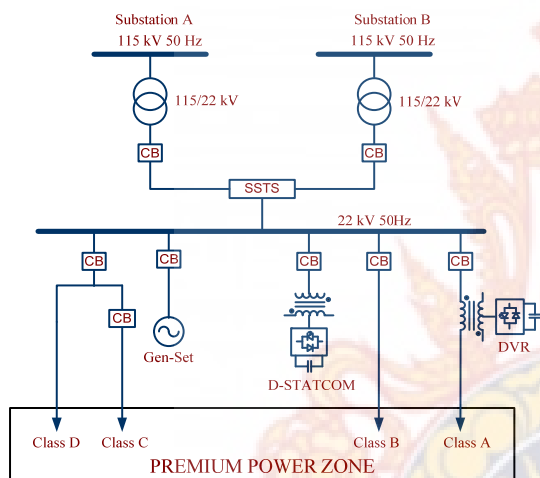 Substation A
115 kV 50 Hz
Substation B
115 kV 50 Hz
115/22 kV
115/22 kV
CB
CB
SSTS
22 kV 50Hz
CB
CB
CB
CB
CB
CB
Gen-Set
D-STATCOM
DVR
Class D
Class C
Class B
Class A
PREMIUM POWER ZONE